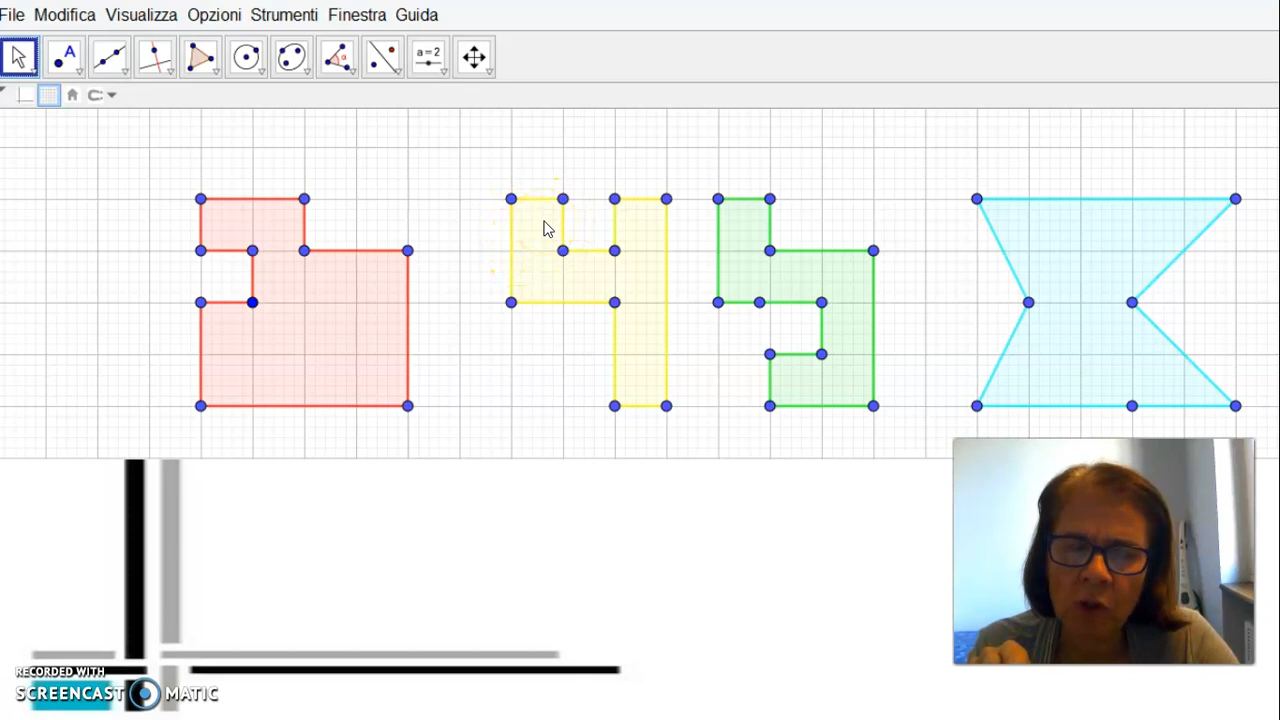 File Modifica Visualizza Opzioni Strumenti Finestra Guida
A
α
a=2
RECORDED WITH
SCREENCAST MATIC